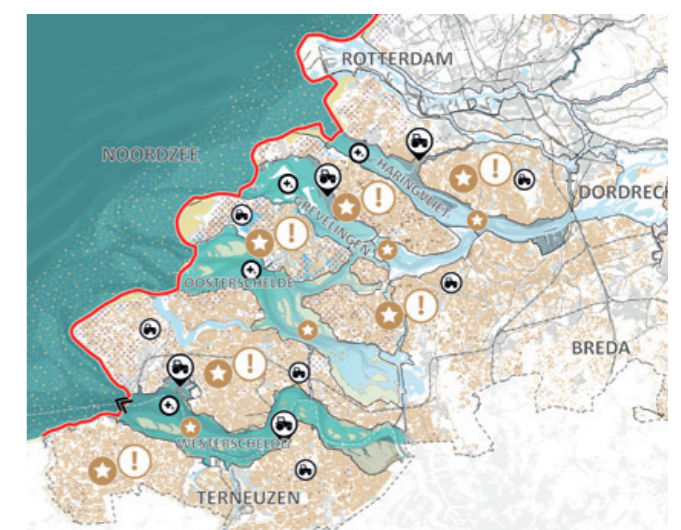 ROTTERDAM
NOORDZEE
HARINGVLIET
DORDREC
GREVELINGEN
OOSTERSCHELDE
BREDA
WESTERSCHELDE
TERNEUZEN